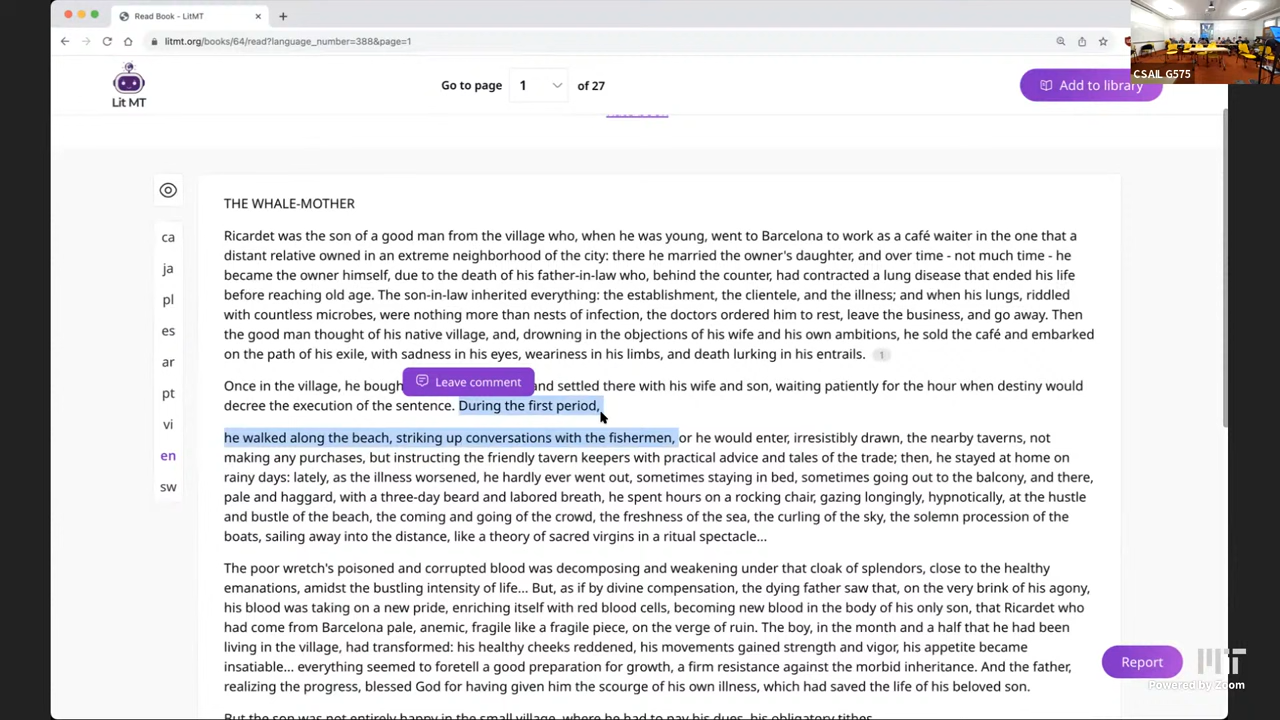 Read Book - LitMT
litmt.org/books/64/read?language_number=388&page=1
CSAIL G575
Lit MT
Go to page 1 of 27
Add to library
THE WHALE-MOTHER
Ricardet was the son of a good man from the village who, when he was young, went to Barcelona to work as a café waiter in the one that a
distant relative owned in an extreme neighborhood of the city: there he married the owner's daughter, and over time - not much time - he
became the owner himself, due to the death of his father-in-law who, behind the counter, had contracted a lung disease that ended his life
before reaching old age. The son-in-law inherited everything: the establishment, the clientele, and the illness; and when his lungs, riddled
with countless microbes, were nothing more than nests of infection, the doctors ordered him to rest, leave the business, and go away. Then
the good man thought of his native village, and, drowning in the objections of his wife and his own ambitions, he sold the café and embarked
on the path of his exile, with sadness in his eyes, weariness in his limbs, and death lurking in his entrails. 1
Leave comment
Once in the village, he bough and settled there with his wife and son, waiting patiently for the hour when destiny would
decree the execution of the sentence. During the first period,
he walked along the beach, striking up conversations with the fishermen, or he would enter, irresistibly drawn, the nearby taverns, not
making any purchases, but instructing the friendly tavern keepers with practical advice and tales of the trade; then, he stayed at home on
rainy days: lately, as the illness worsened, he hardly ever went out, sometimes staying in bed, sometimes going out to the balcony, and there,
pale and haggard, with a three-day beard and labored breath, he spent hours on a rocking chair, gazing longingly, hypnotically, at the hustle
and bustle of the beach, the coming and going of the crowd, the freshness of the sea, the curling of the sky, the solemn procession of the
boats, sailing away into the distance, like a theory of sacred virgins in a ritual spectacle...
The poor wretch's poisoned and corrupted blood was decomposing and weakening under that cloak of splendors, close to the healthy
emanations, amidst the bustling intensity of life... But, as if by divine compensation, the dying father saw that, on the very brink of his agony,
his blood was taking on a new pride, enriching itself with red blood cells, becoming new blood in the body of his only son, that Ricardet who
had come from Barcelona pale, anemic, fragile like a fragile piece, on the verge of ruin. The boy, in the month and a half that he had been
living in the village, had transformed: his healthy cheeks reddened, his movements gained strength and vigor, his appetite became
insatiable... everything seemed to foretell a good preparation for growth, a firm resistance against the morbid inheritance. And the father,
realizing the progress, blessed God for having given him the scourge of his own illness, which had saved the life of his beloved son.
But the son was not entirely happy in the small village, where he had to pay his dues, his obligatory tithes
ca
ja
pl
es
ar
pt
vi
en
sw
Report
MIT
Powered by Zoom